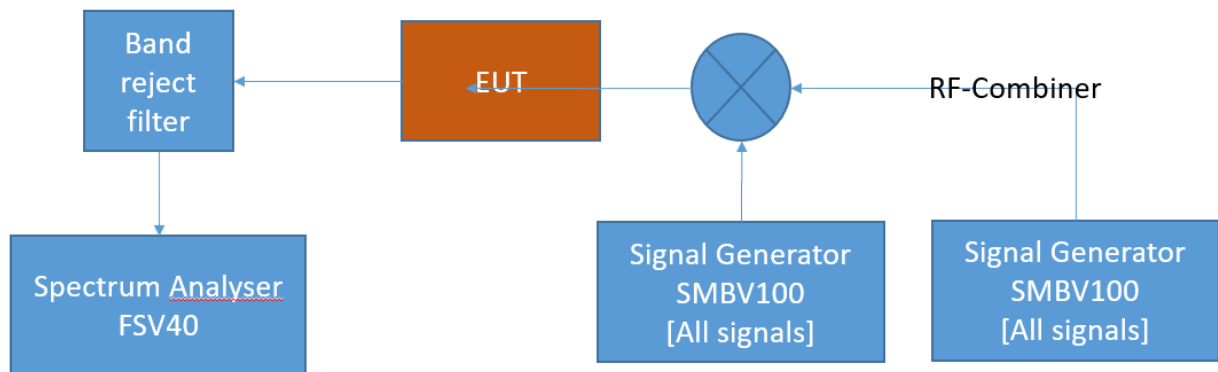 Band
reject
filter
EUT
RF-Combiner
Spectrum Analyser
FSV40
Signal Generator
SMBV100
[All signals]
Signal Generator
SMBV100
[All signals]